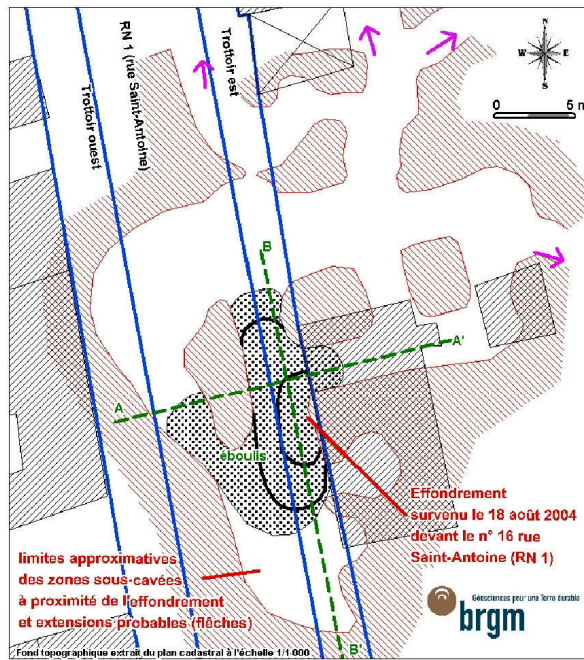 RN 1 (rue Saint-Antoine)
Trottoir ouest
Trottoir est
N
W E
S
0 5 m
B
A'
A
éboulis
Effondrement
survenu le 18 août 2004
devant le n° 16 rue
Saint-Antoine (RN 1)
limites approximatives
des zones sous-cavées
à proximité de l'effondrement
et extensions probables (flèches)
Géosciences pour une Terre durable
brgm
B'
Fond topographique extrait du plan cadastral à l'échelle 1/1 000